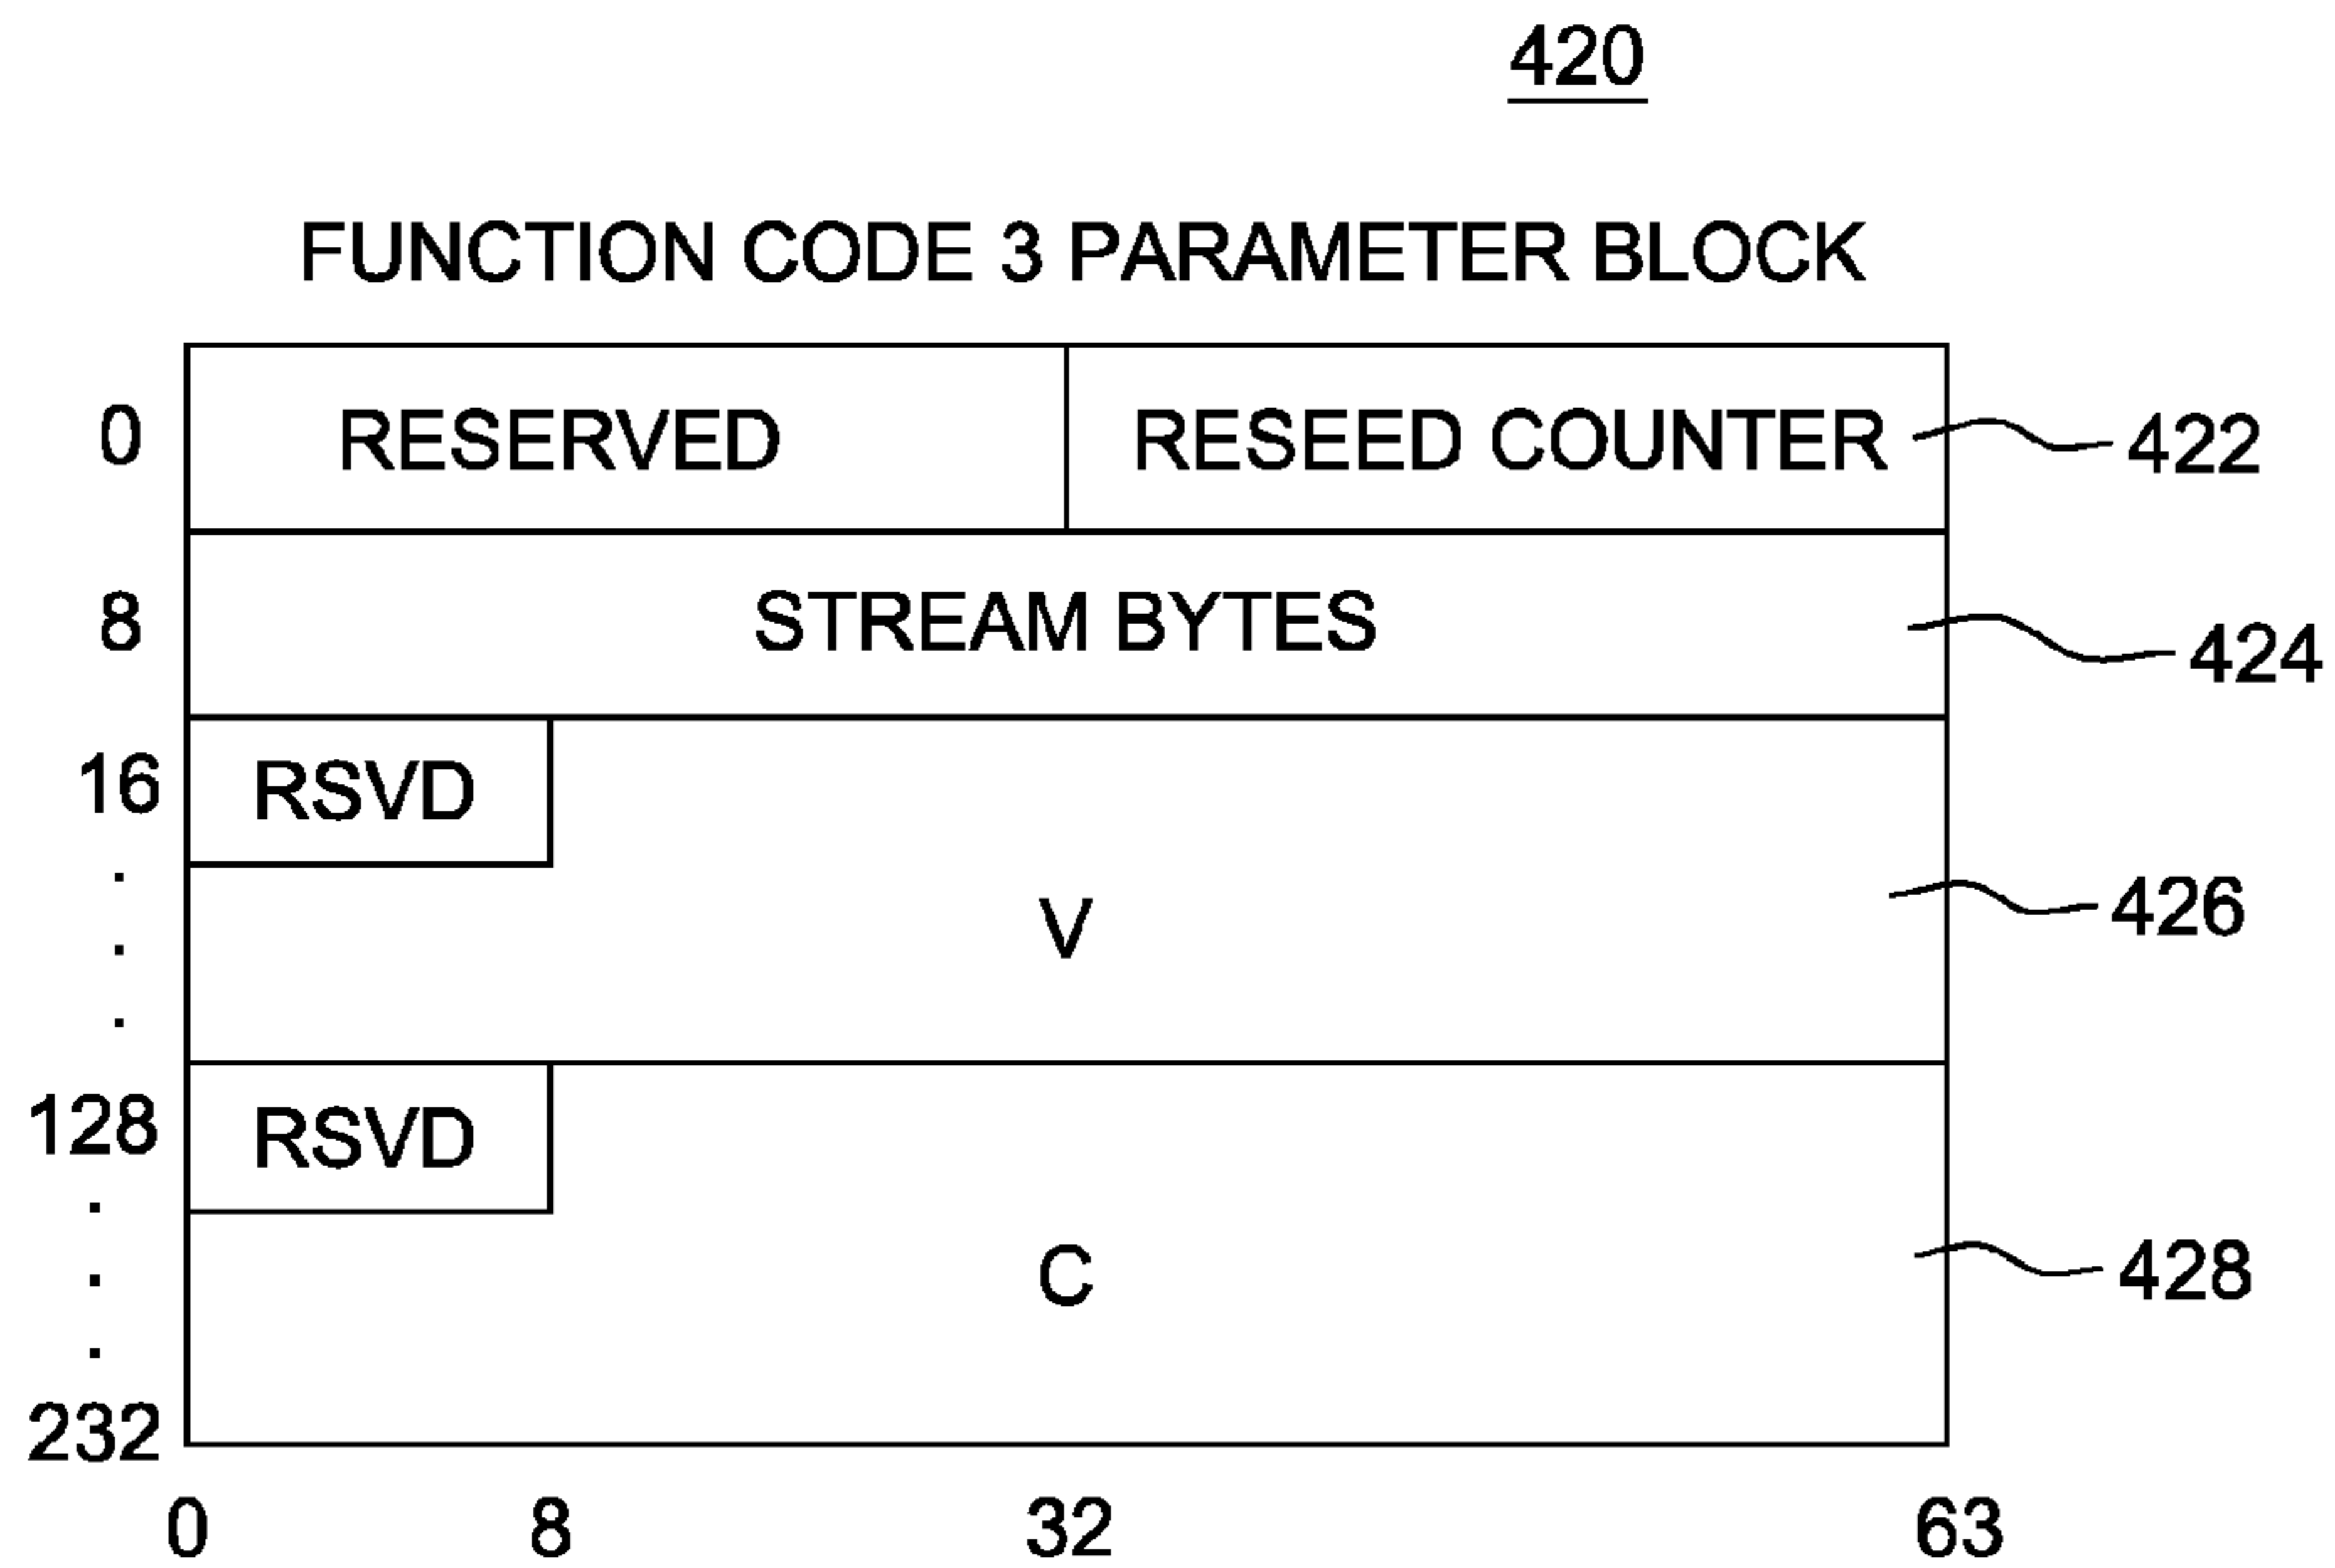 420
FUNCTION CODE 3 PARAMETER BLOCK
0 RESERVED RESEED COUNTER 422
8 STREAM BYTES 424
16 RSVD
V 426
128 RSVD
C 428
232
0 8 32 63